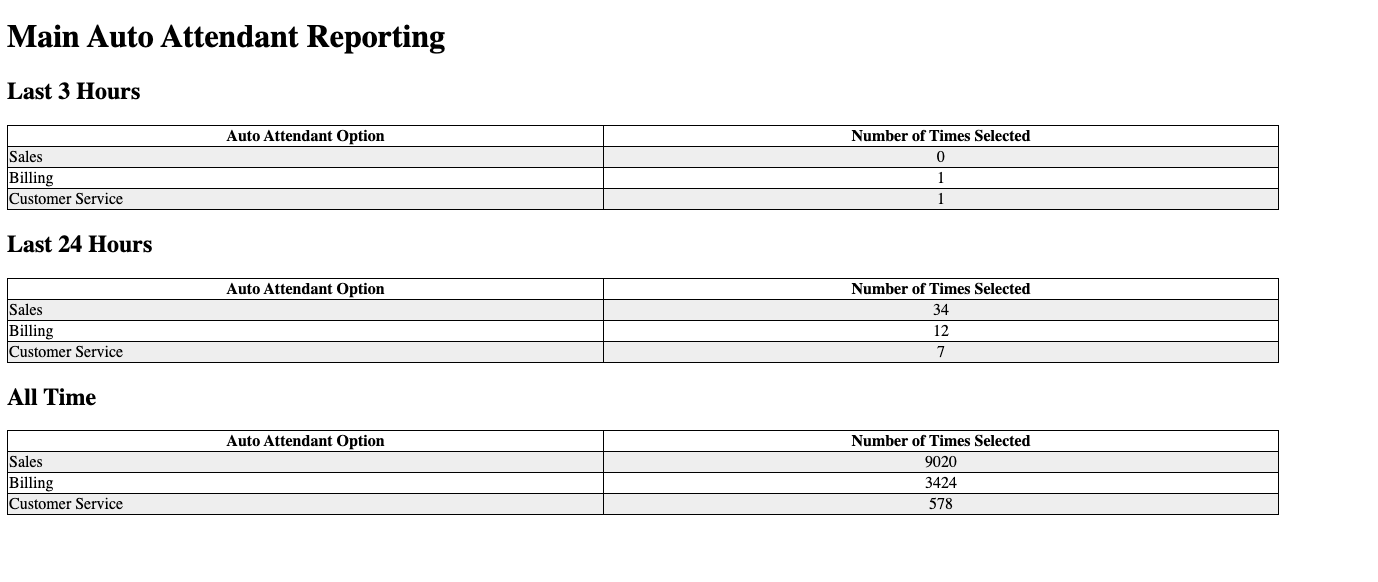 Main Auto Attendant Reporting
Last 3 Hours
Auto Attendant Option Number of Times Selected
Sales 0
Billing 1
Customer Service 1
Last 24 Hours
Auto Attendant Option Number of Times Selected
Sales 34
Billing 12
Customer Service 7
All Time
Auto Attendant Option Number of Times Selected
Sales 9020
Billing 3424
Customer Service 578